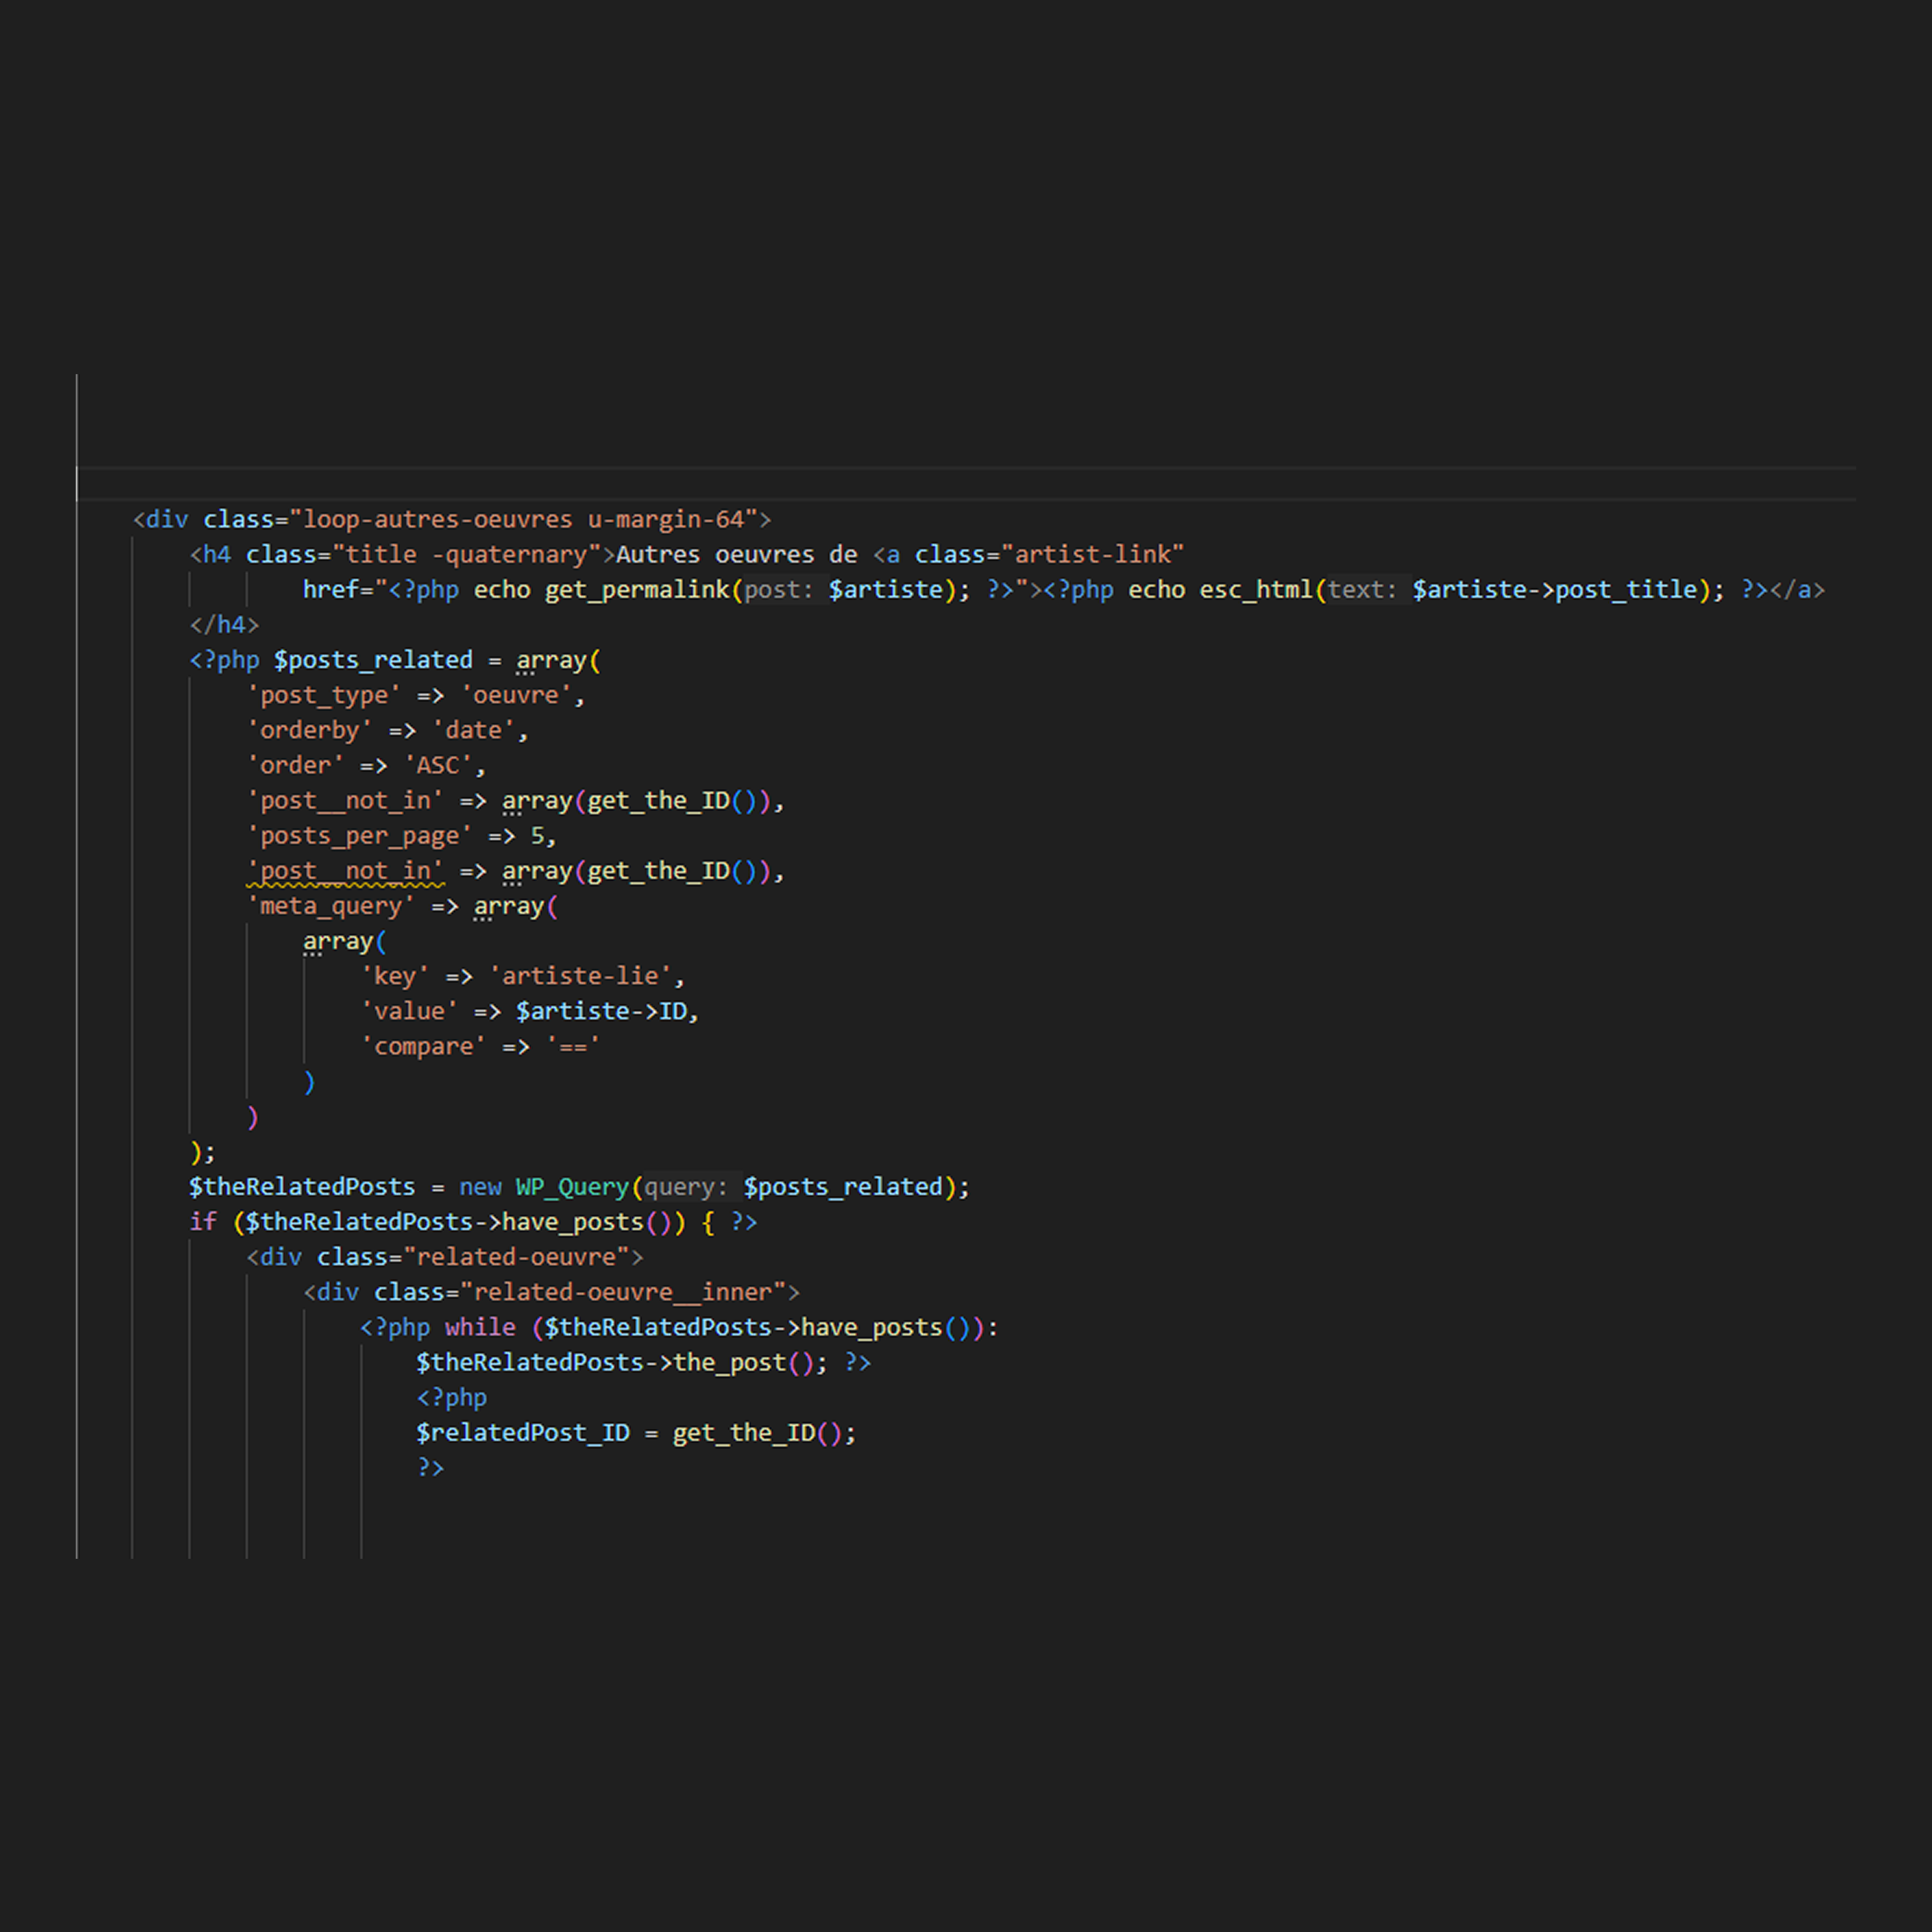 <div class="loop-autres-oeuvres u-margin-64">
<h4 class="title -quaternary">Autres oeuvres de <a class="artist-link"
href="<?php echo get_permalink(post: $artiste); ?>"><?php echo esc_html(text: $artiste->post_title); ?></a>
</h4>
<?php $posts_related = array(
'post_type' => 'oeuvre',
'orderby' => 'date',
'order' => 'ASC',
'post__not_in' => array(get_the_ID()),
'posts_per_page' => 5,
'post__not_in' => array(get_the_ID()),
'meta_query' => array(
array(
'key' => 'artiste-lie',
'value' => $artiste->ID,
'compare' => '=='
)
)
);
$theRelatedPosts = new WP_Query(query: $posts_related);
if ($theRelatedPosts->have_posts()) { ?>
<div class="related-oeuvre">
<div class="related-oeuvre__inner">
<?php while ($theRelatedPosts->have_posts()):
$theRelatedPosts->the_post(); ?>
<?php
$relatedPost_ID = get_the_ID();
?>